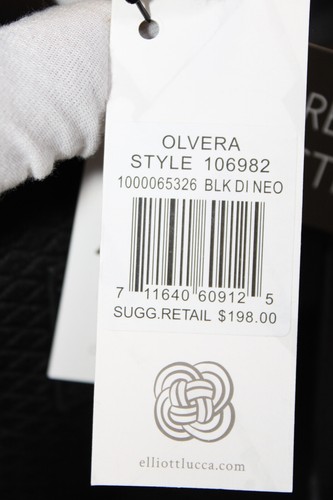 OLVERA
STYLE 106982
1000065326 BLK DI NEO
7 11640 60912 5
SUGG.RETAIL $198.00
elliottlucca.com